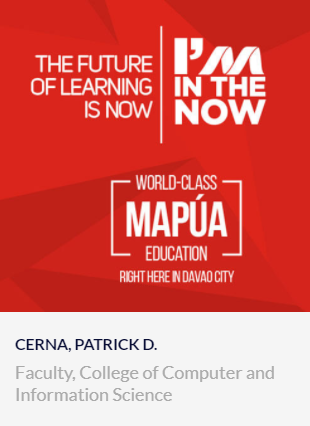 THE FUTURE
OF LEARNING
IS NOW
I'M
IN THE
NOW
WORLD-CLASS
MAPÚA
EDUCATION
RIGHT HERE IN DAVAO CITY
CERNA, PATRICK D.
Faculty, College of Computer and
Information Science